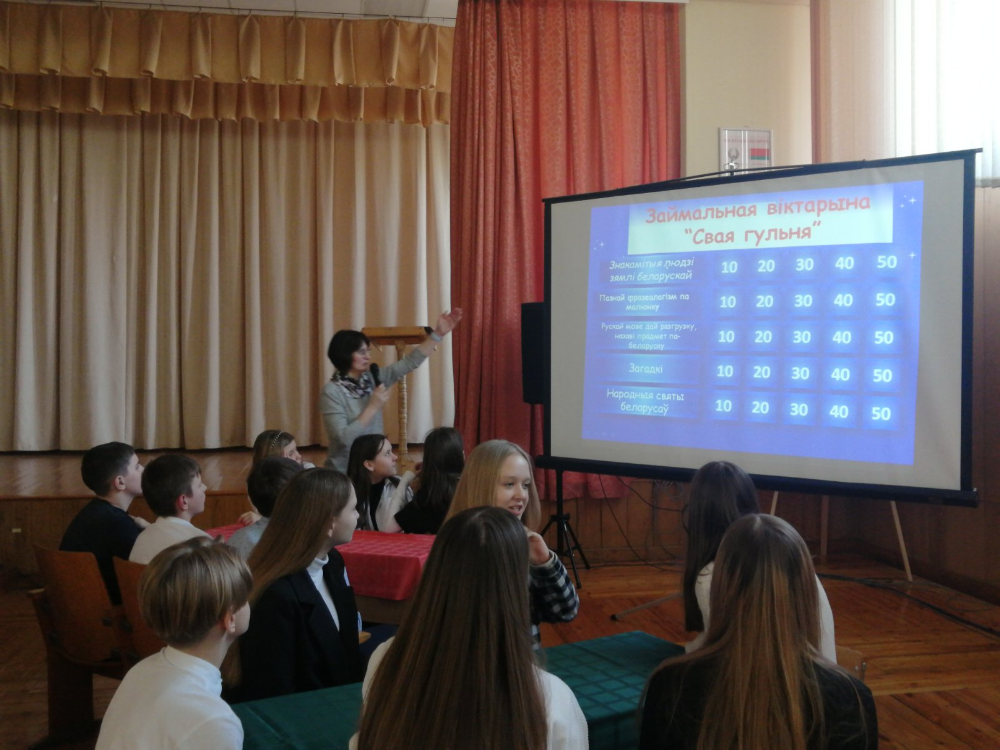 Займальная віктарына
“Свая гульня”
Знакамітыя людзі
зямлі беларускай
10 20 30 40 50
Пазнай фразеалагізм па
малюнку
10 20 30 40 50
Рускай мове дай разгрузку,
назаві прадмет па-
беларуску
10 20 30 40 50
Загадкі
10 20 30 40 50
Народныя святы
беларусаў
10 20 30 40 50